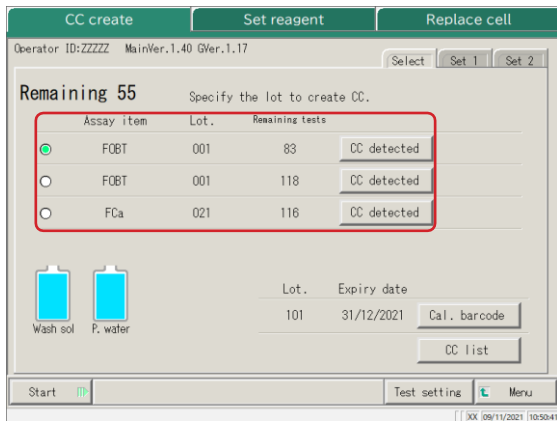 CC create Set reagent Replace cell
Operator ID:ZZZZZ MainVer.1.40 GVer.1.17
Select Set 1 Set 2
Remaining 55 Specify the lot to create CC.
Assay item Lot. Remaining tests
FOBT 001 83 CC detected
FOBT 001 118 CC detected
FCa 021 116 CC detected
Lot. Expiry date
101 31/12/2021 Cal. barcode
Wash sol P. water
CC list
Start Test setting Menu
XX 09/11/2021 10:50:41